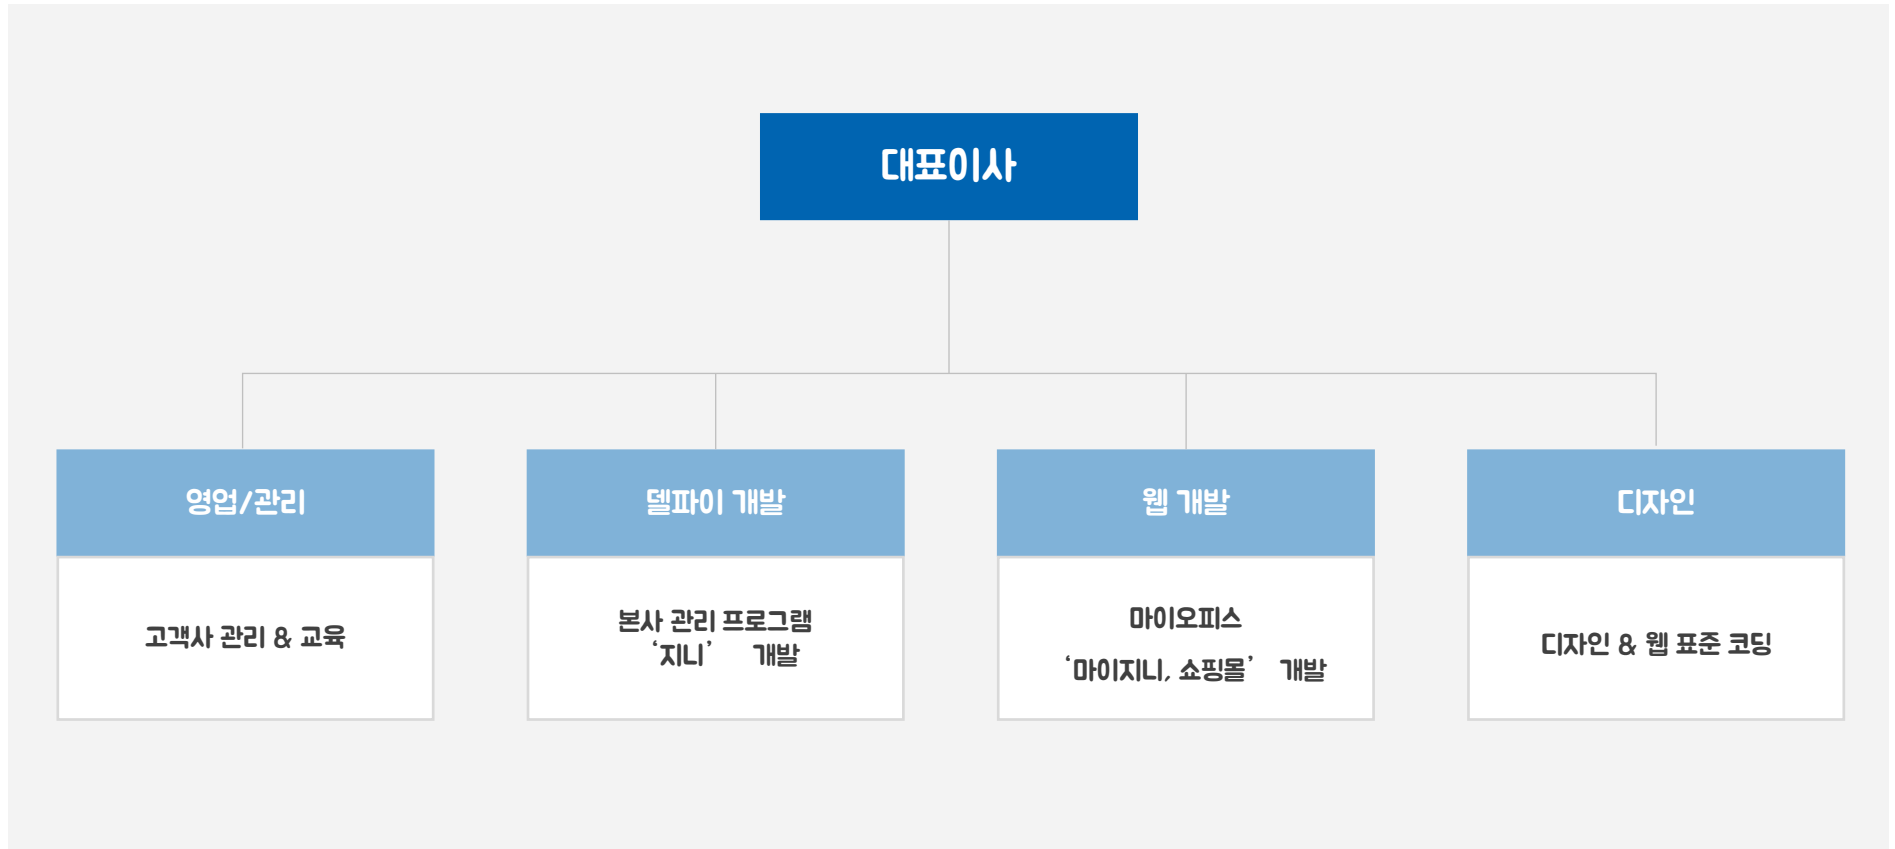 대표이사
영업/관리
고객사 관리 & 교육
델파이 개발
본사 관리 프로그램
‘지니’ 개발
웹 개발
마이오피스
‘마이지니, 쇼핑몰’ 개발
디자인
디자인 & 웹 표준 코딩